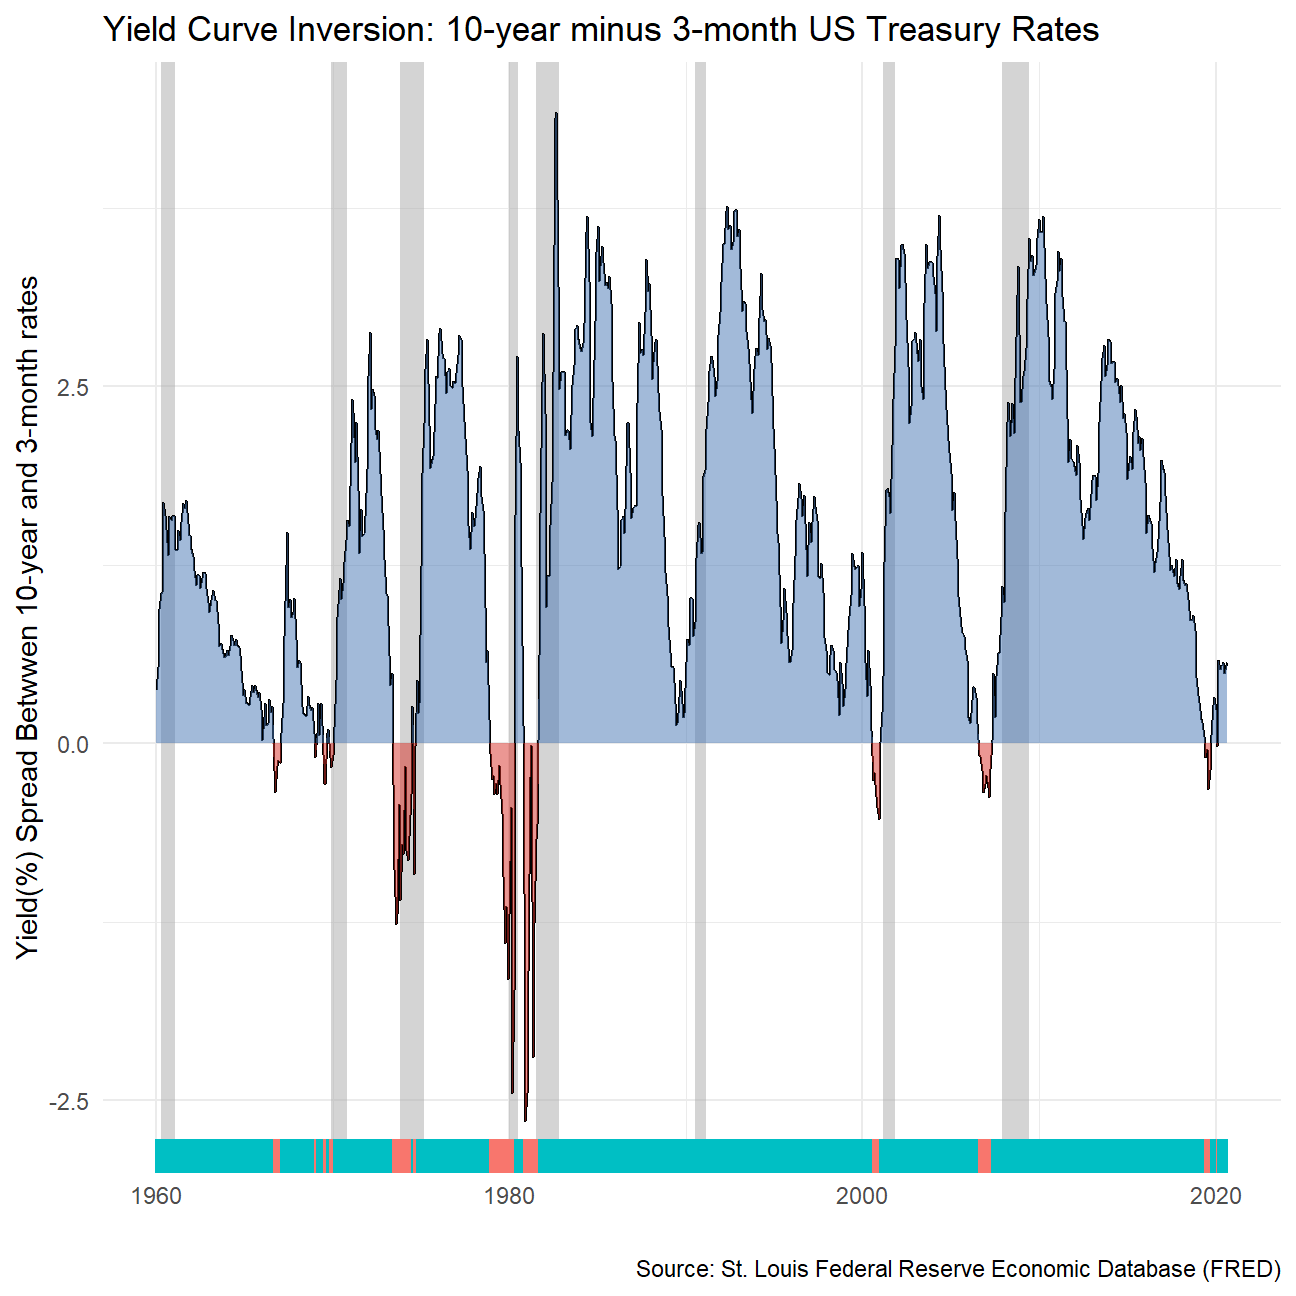 Yield Curve Inversion: 10-year minus 3-month US Treasury Rates
Yield(%) Spread Betwwen 10-year and 3-month rates
2.5
0.0
-2.5
1960
1980
2000
2020
Source: St. Louis Federal Reserve Economic Database (FRED)